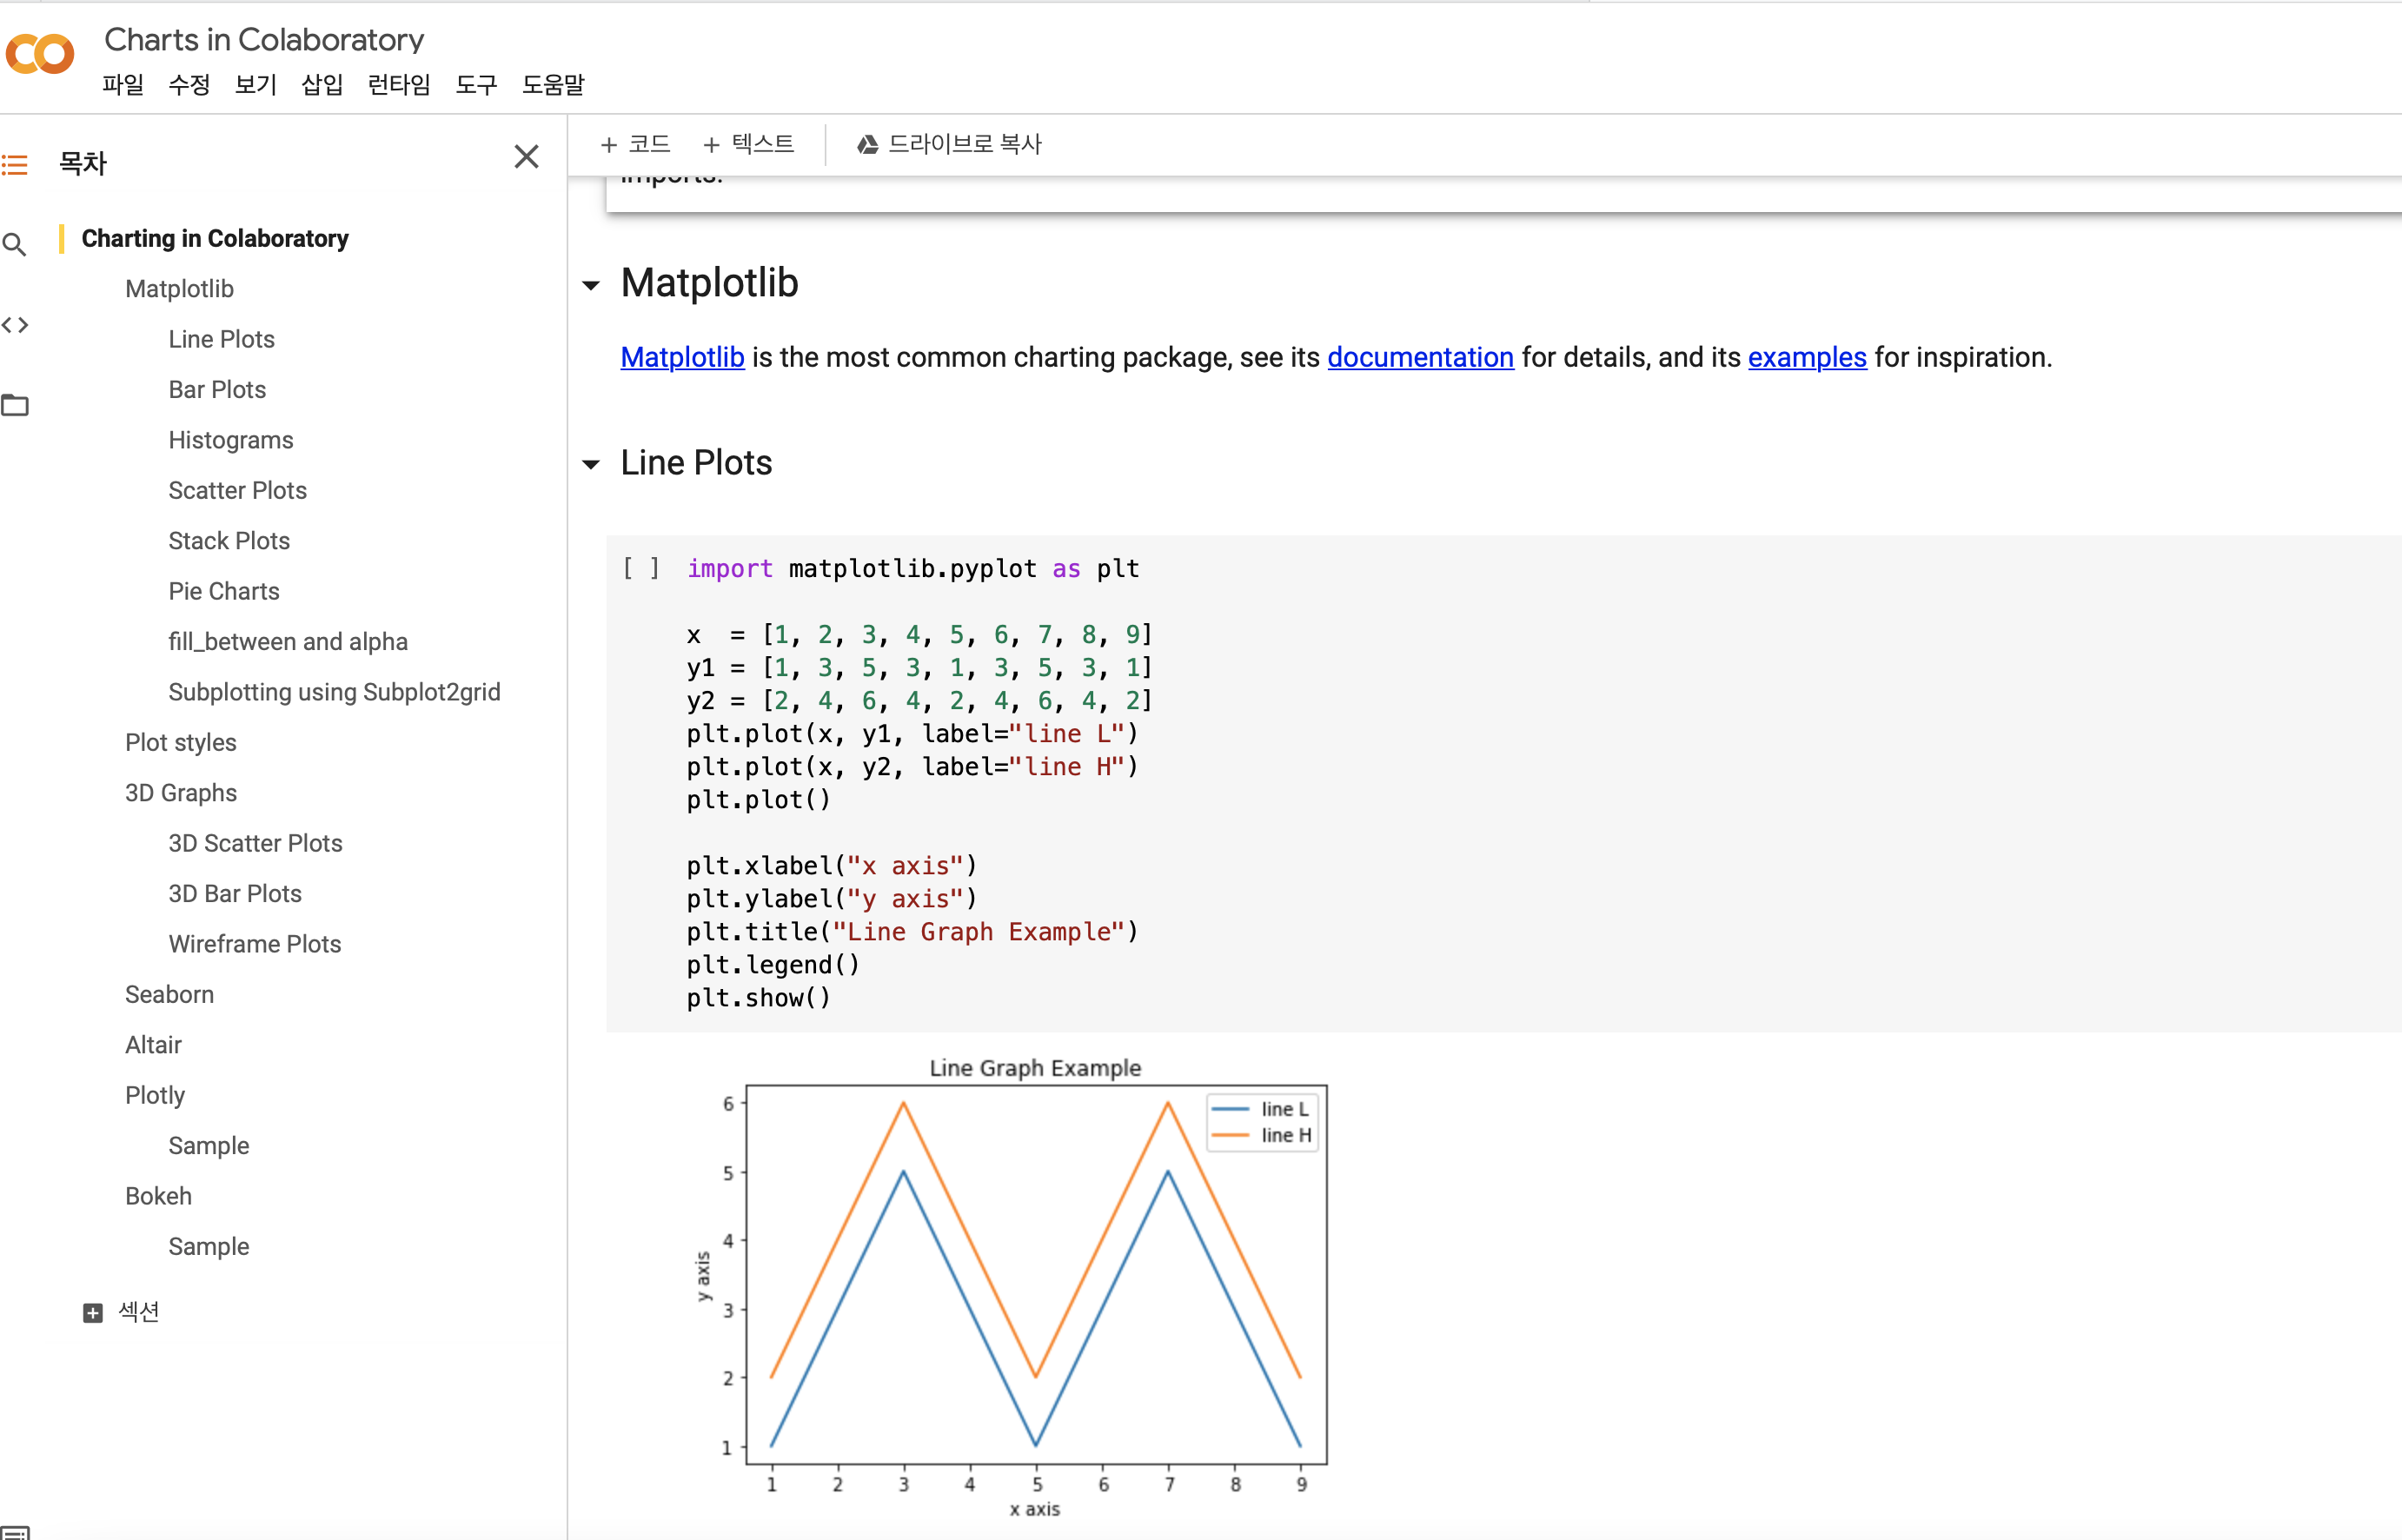 Charts in Colaboratory
파일 수정 보기 삽입 런타임 도구 도움말
목차
Charting in Colaboratory
Matplotlib
Line Plots
Bar Plots
Histograms
Scatter Plots
Stack Plots
Pie Charts
fill_between and alpha
Subplotting using Subplot2grid
Plot styles
3D Graphs
3D Scatter Plots
3D Bar Plots
Wireframe Plots
Seaborn
Altair
Plotly
Sample
Bokeh
Sample
섹션
+ 코드 + 텍스트 드라이브로 복사
imports.
Matplotlib
Matplotlib is the most common charting package, see its documentation for details, and its examples for inspiration.
Line Plots
[ ] import matplotlib.pyplot as plt
x  = [1, 2, 3, 4, 5, 6, 7, 8, 9]
y1 = [1, 3, 5, 3, 1, 3, 5, 3, 1]
y2 = [2, 4, 6, 4, 2, 4, 6, 4, 2]
plt.plot(x, y1, label="line L")
plt.plot(x, y2, label="line H")
plt.plot()
plt.xlabel("x axis")
plt.ylabel("y axis")
plt.title("Line Graph Example")
plt.legend()
plt.show()
Line Graph Example
line L
line H
6
5
4
3
2
1
y axis
1 2 3 4 5 6 7 8 9
x axis